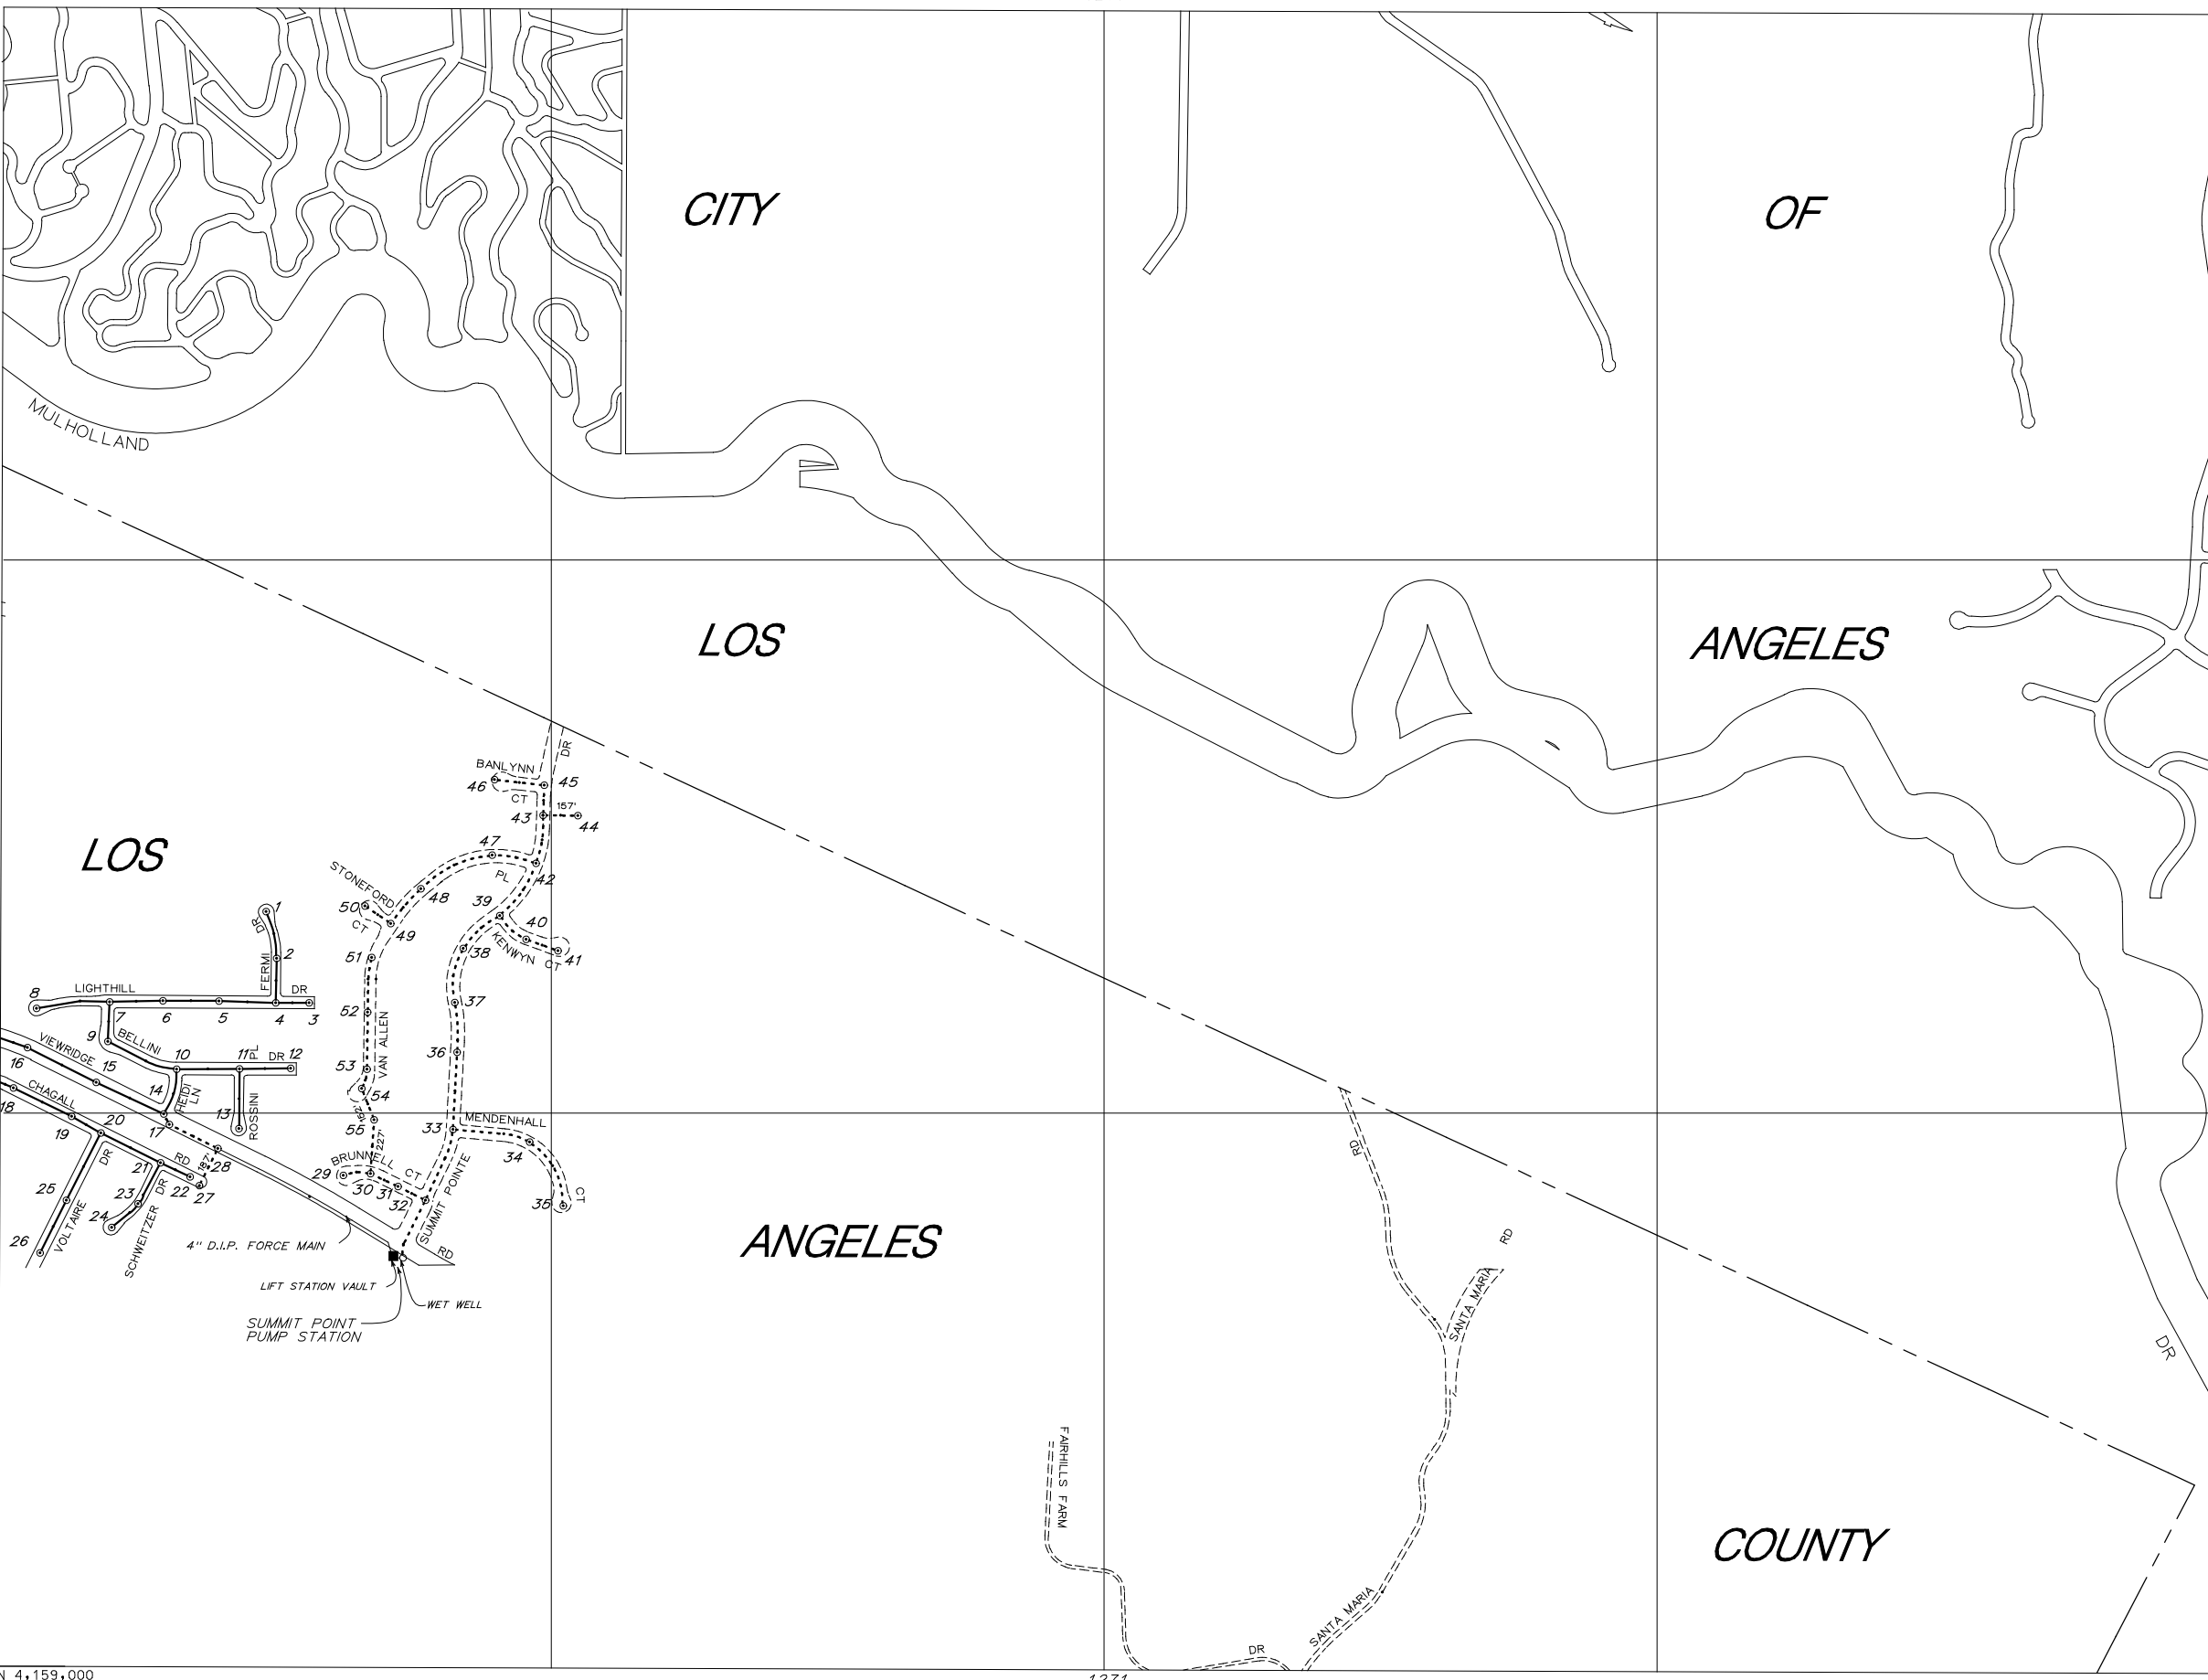 CITY
OF
MULHOLLAND
LOS
ANGELES
DR
BANLYNN
46
45
CT
157'
43
44
LOS
47
STONEFORD
PL
42
48
39
50
40
CT
49
1
DR
KENWYN
CT
38
41
2
51
FERMI
8
LIGHTHILL
DR
37
7
6
5
4
3
52
9
BELLINI
VAN ALLEN
VIEWRIDGE
10
11
PL
DR
12
36
16
15
53
14
HEIDI
LN
54
CHAGALL
18
13
ROSSINI
152'
MENDENHALL
20
19
17
55
33
227'
DR
RD
187'
28
BRUNNELL
CT
34
RD
21
29
30
31
SUMMIT POINTE
CT
25
23
DR
22
27
32
35
24
VOLTAIRE
SCHWEITZER
26
4" D.I.P. FORCE MAIN
RD
ANGELES
RD
LIFT STATION VAULT
WET WELL
SANTA MARIA
SUMMIT POINT
PUMP STATION
DR
FAIRHILLS FARM
COUNTY
SANTA MARIA
DR
N 4,159,000
1271